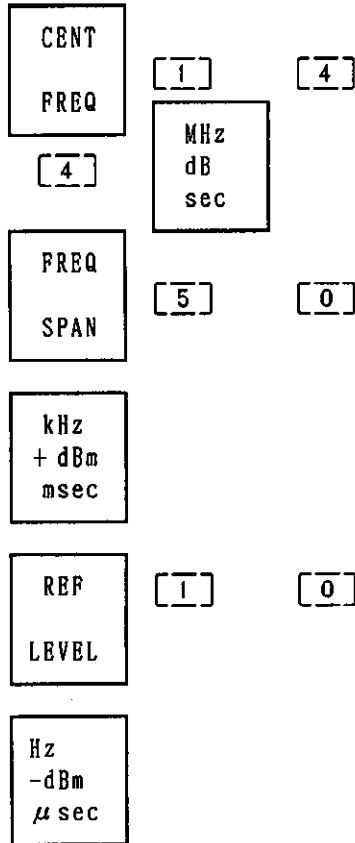 CENT
FREQ
1 4
4
MHz
dB
sec
FREQ
SPAN
5 0
kHz
+ dBm
msec
REF
LEVEL
1 0
Hz
-dBm
μ sec